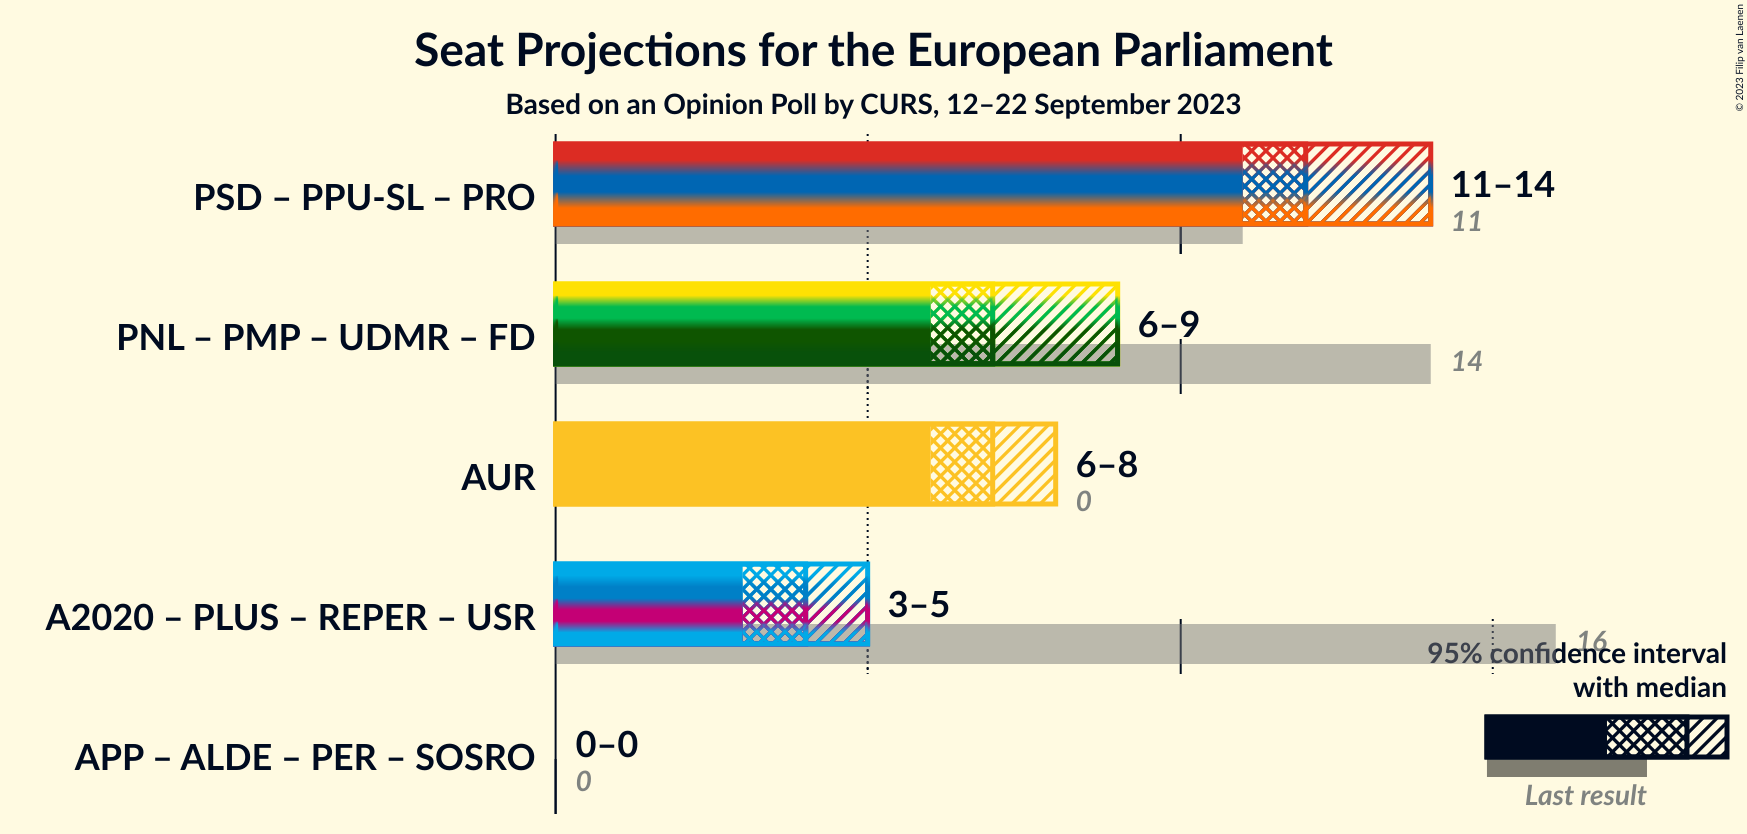 © 2023 Filip van Laenen
Seat Projections for the European Parliament
Based on an Opinion Poll by CURS, 12–22 September 2023
PSD – PPU-SL – PRO
11–14
11
PNL – PMP – UDMR – FD
6–9
14
AUR
6–8
0
A2020 – PLUS – REPER – USR
3–5
16
95% confidence interval
with median
APP – ALDE – PER – SOSRO
0–0
0
Last result